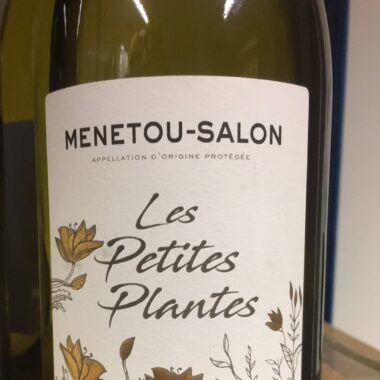 MENETOU-SALON
APPELLATION D'ORIGINE PROTÉGÉE
Les
Petites
Plantes